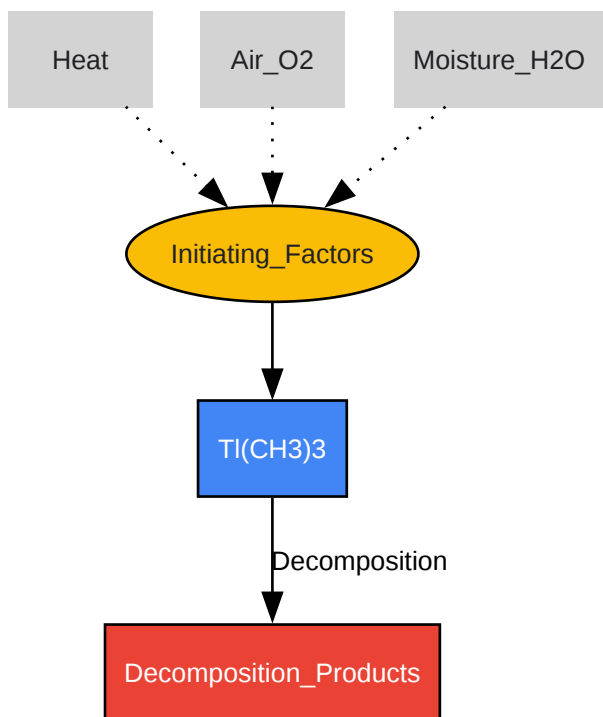 Heat
Air_O2
Moisture_H2O
Initiating_Factors
Tl(CH3)3
Decomposition
Decomposition_Products